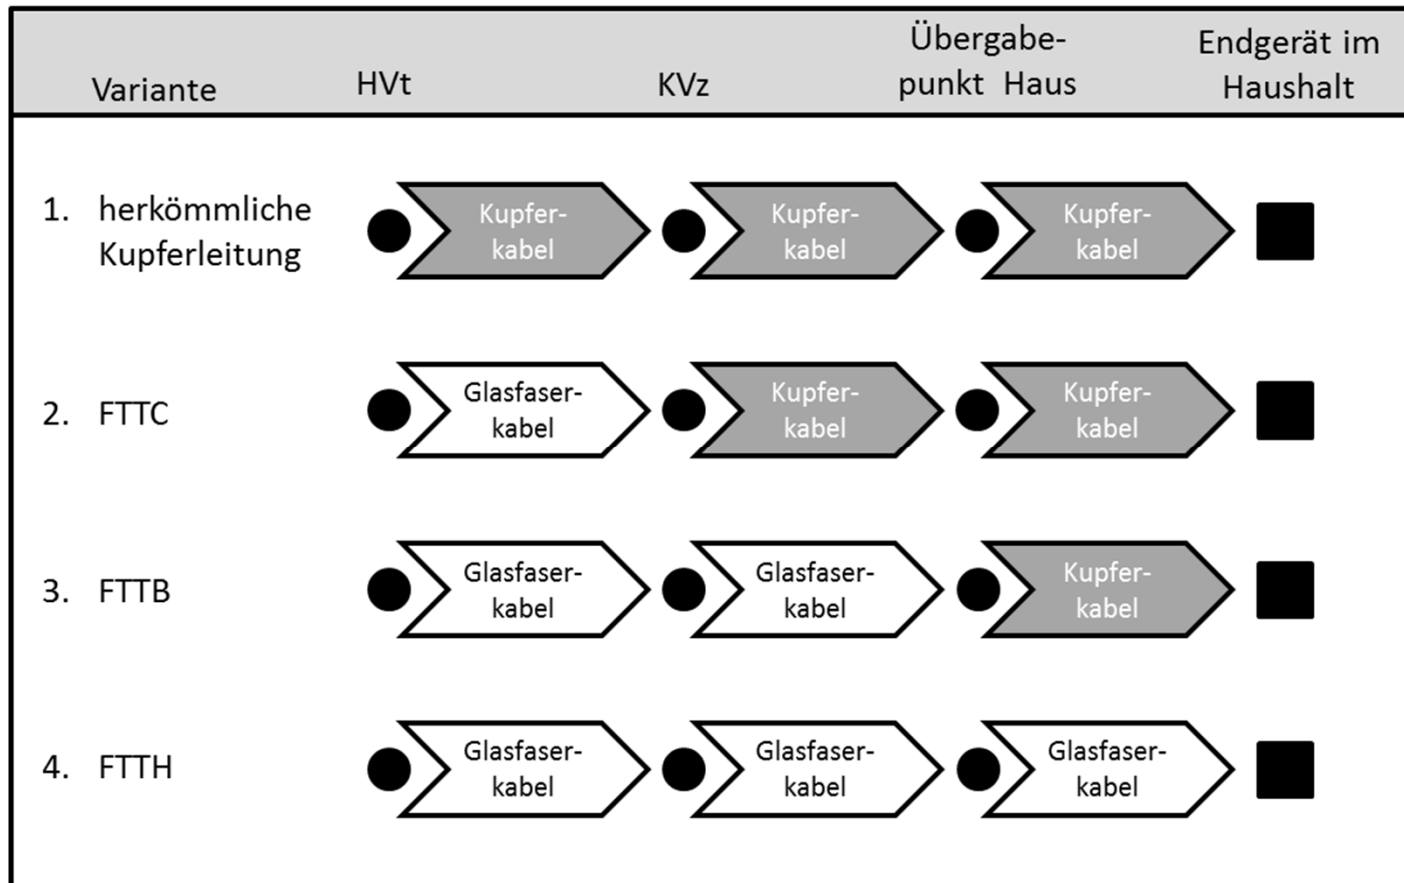 Variante
HVt
KVz
Übergabe-
punkt Haus
Endgerät im
Haushalt
1. herkömmliche
Kupferleitung
Kupfer-
kabel
Kupfer-
kabel
Kupfer-
kabel
2. FTTC
Glasfaser-
kabel
Kupfer-
kabel
Kupfer-
kabel
3. FTTB
Glasfaser-
kabel
Glasfaser-
kabel
Kupfer-
kabel
4. FTTH
Glasfaser-
kabel
Glasfaser-
kabel
Glasfaser-
kabel